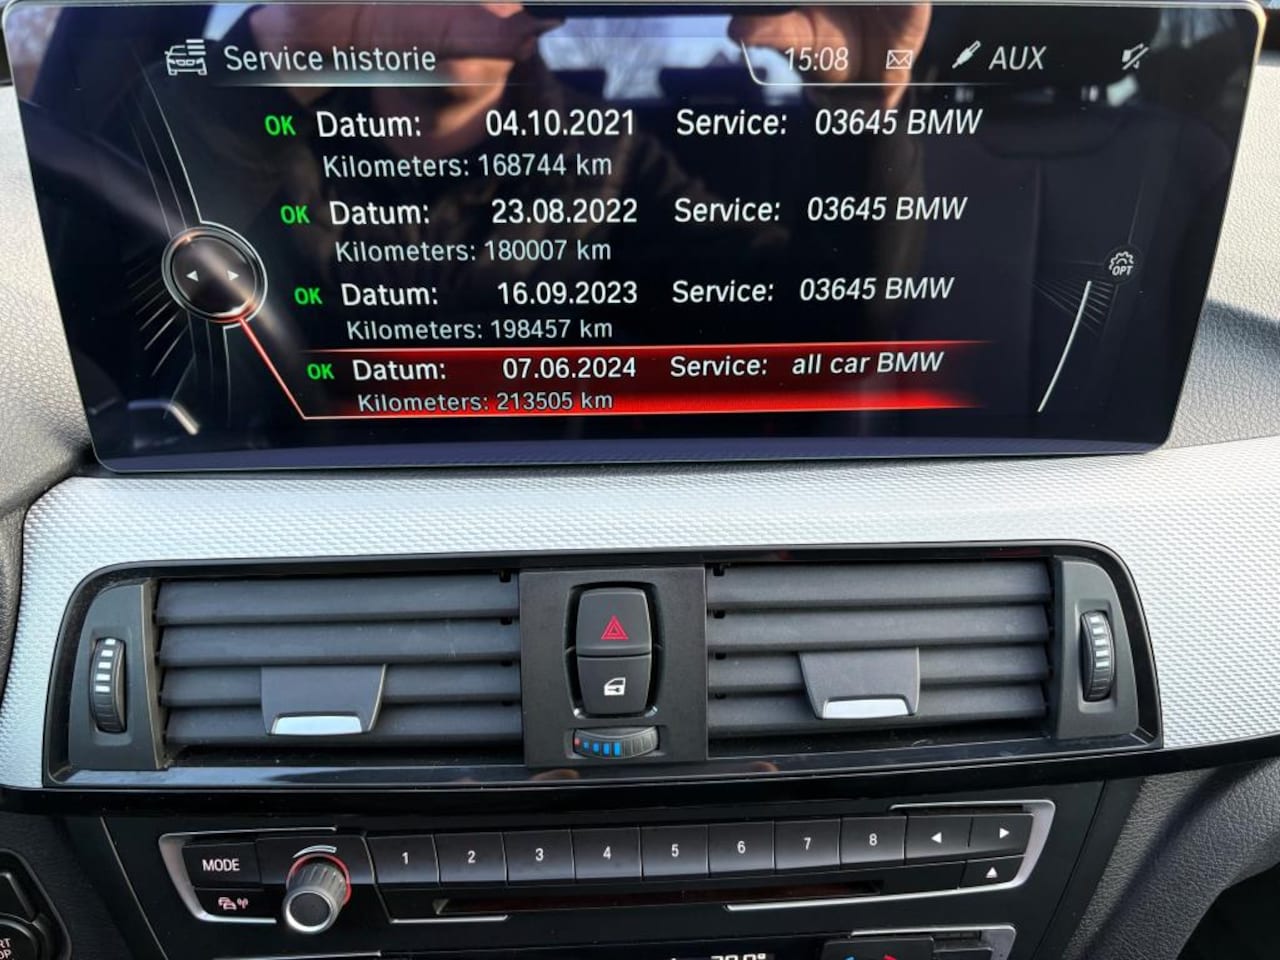 Service historie 15:08 AUX
OK Datum: 04.10.2021 Service: 03645 BMW
Kilometers: 168744 km
OK Datum: 23.08.2022 Service: 03645 BMW
Kilometers: 180007 km
OPT
OK Datum: 16.09.2023 Service: 03645 BMW
Kilometers: 198457 km
OK Datum: 07.06.2024 Service: all car BMW
Kilometers: 213505 km
MODE 1 2 3 4 5 6 7 8